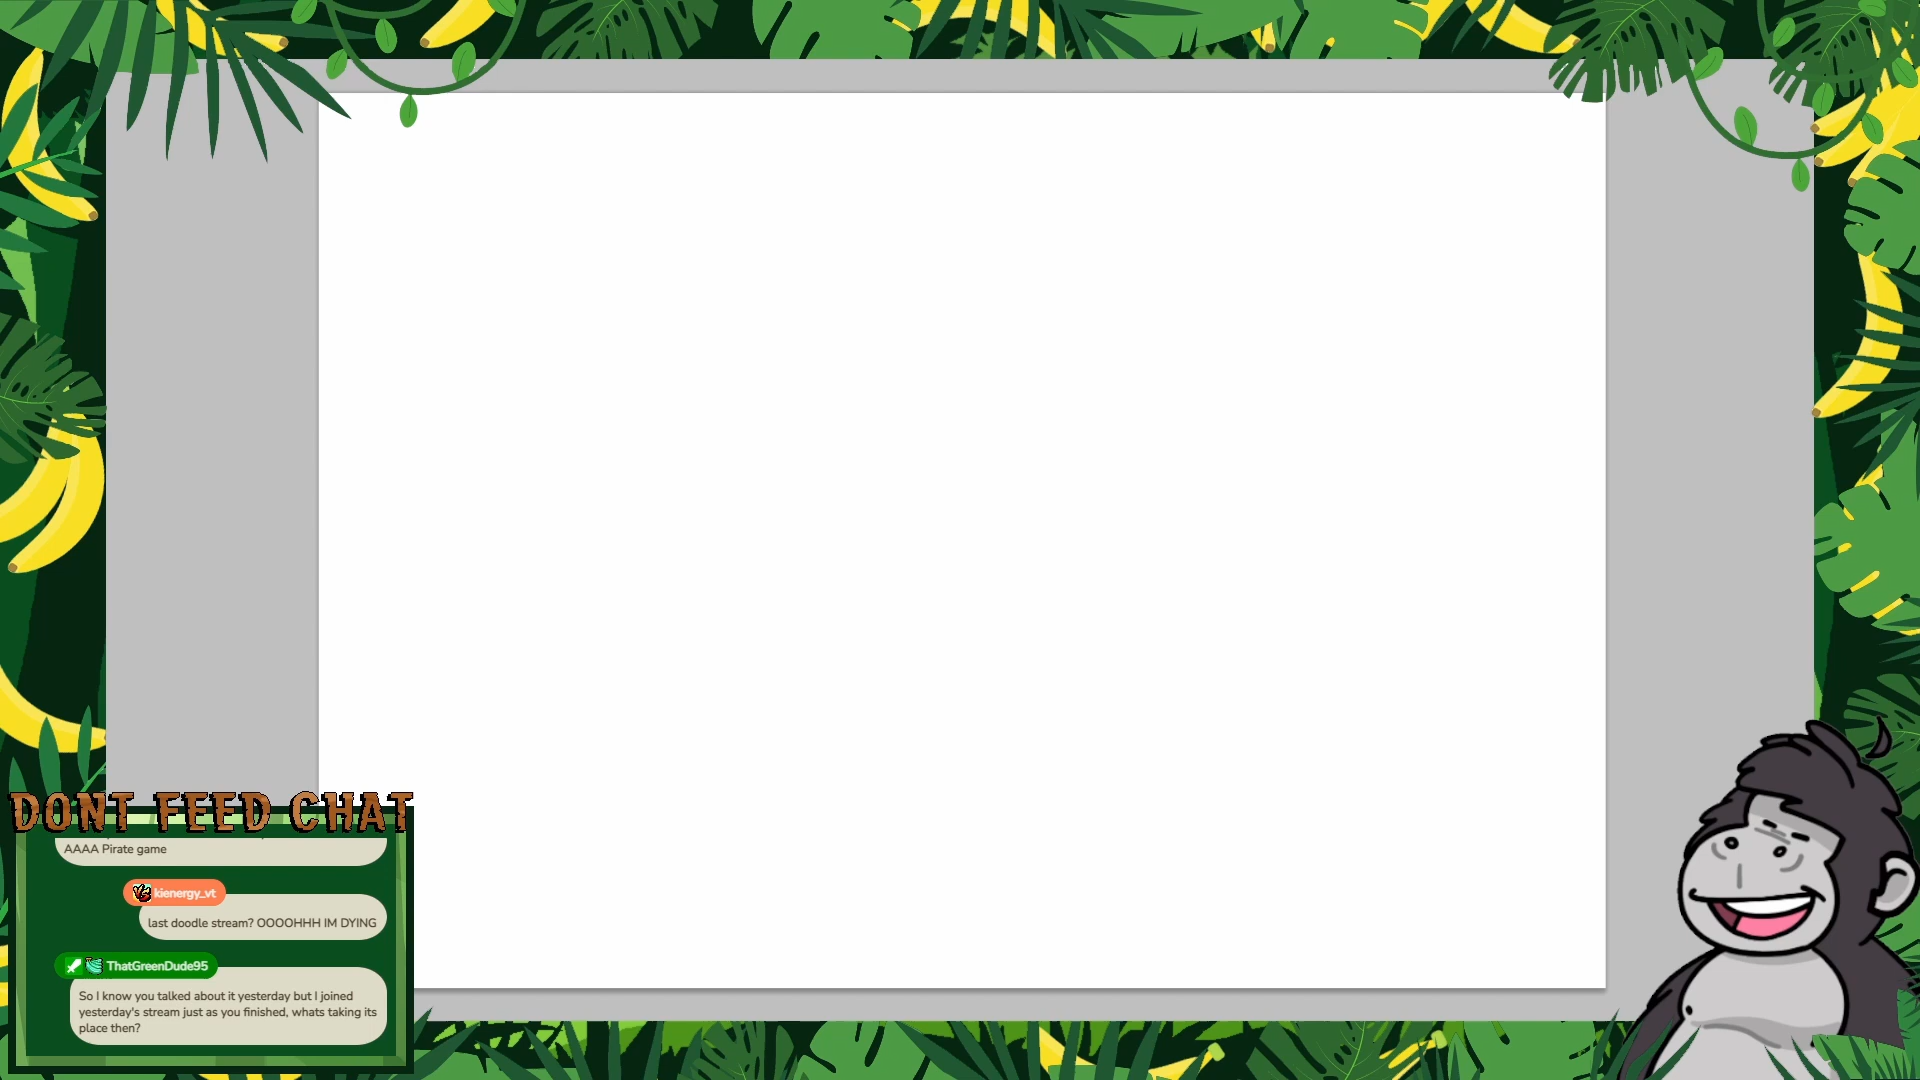 DONT FEED CHAT
AAAA Pirate game
kienergy_vt
last doodle stream? OOOOHHH IM DYING
ThatGreenDude95
So I know you talked about it yesterday but I joined
yesterday's stream just as you finished, whats taking its
place then?